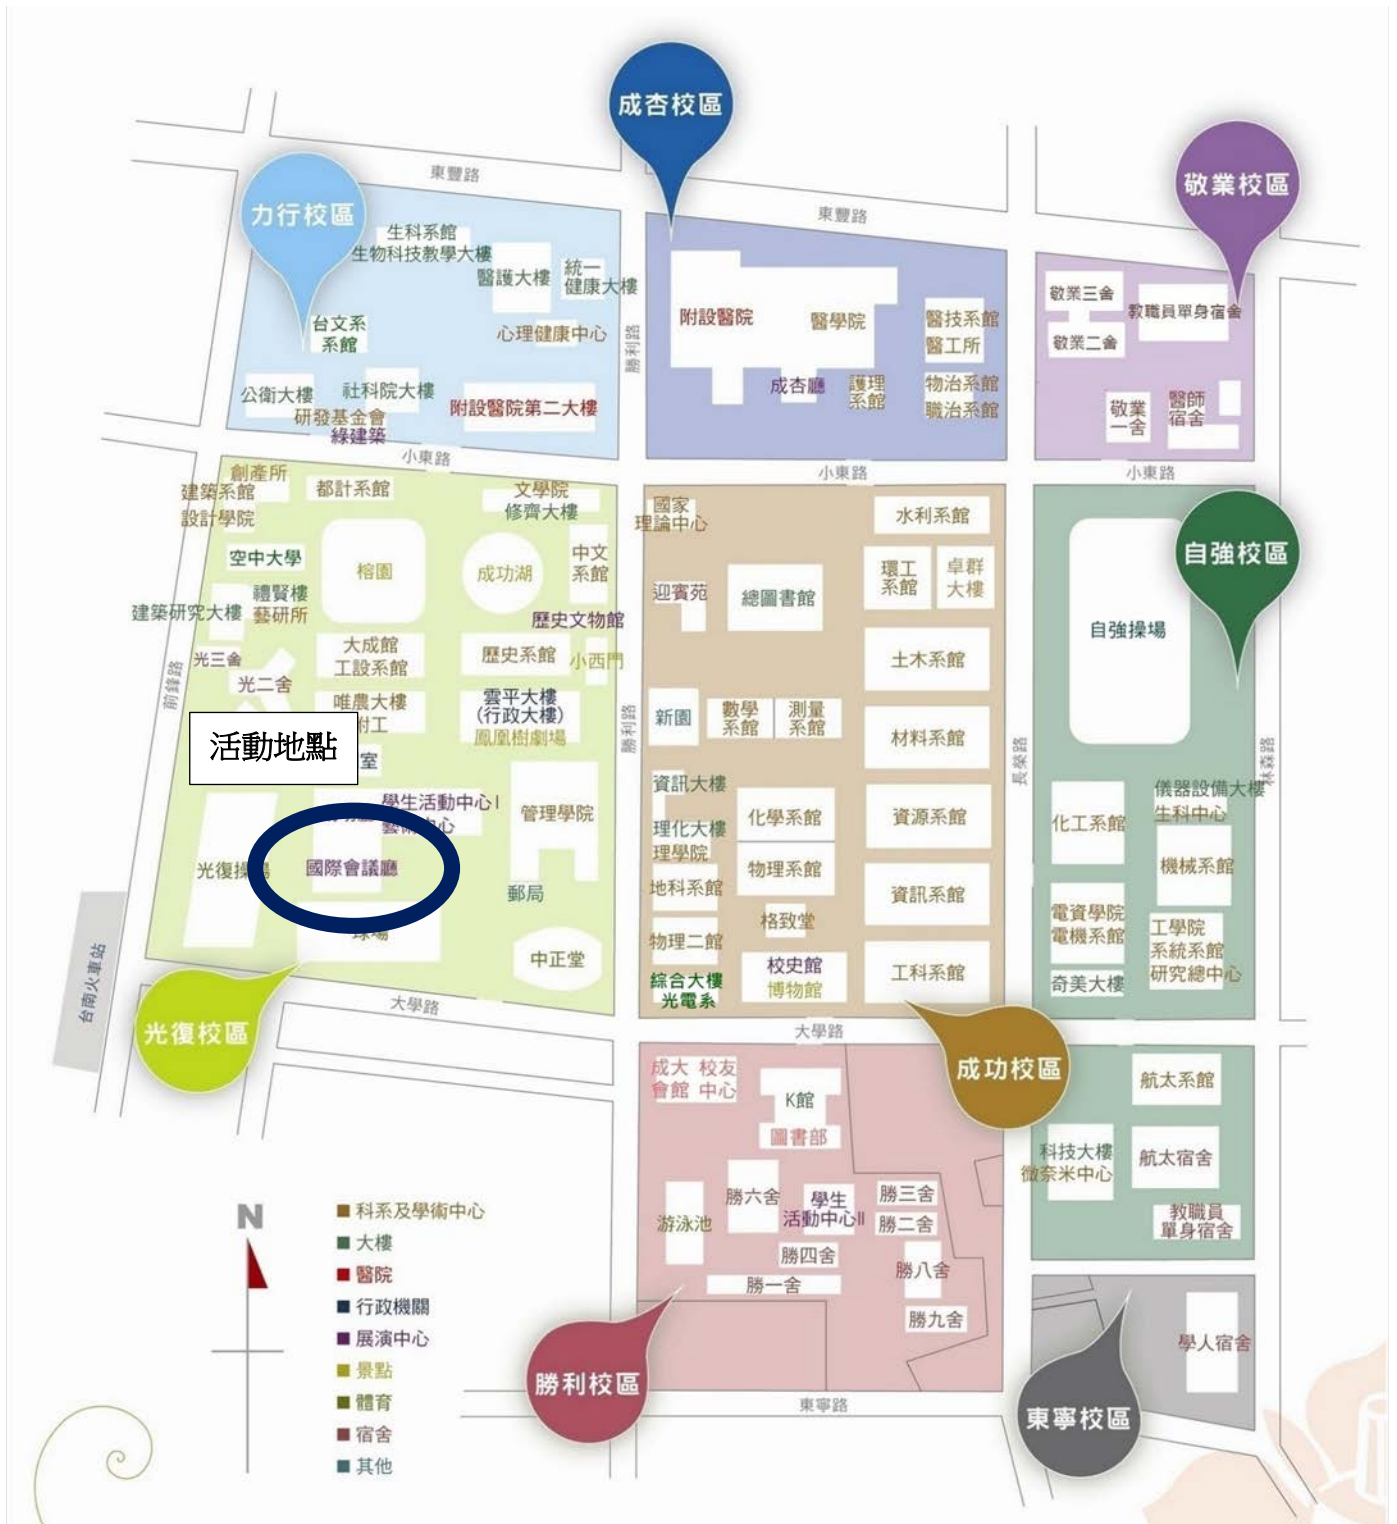 成杏校區
敬業校區
力行校區
東豐路
東豐路
生科系館
生物科技教學大樓
醫護大樓
統一
健康大樓
心理健康中心
台文系
系館
公衛大樓
社科院大樓
研發基金會
綠建築
附設醫院第二大樓
勝利路
附設醫院
醫學院
成杏廳
護理
系館
醫技系館
醫工所
物治系館
職治系館
敬業三舍
敬業二舍
教職員單身宿舍
敬業
一舍
醫師
宿舍
小東路
小東路
小東路
創產所
建築系館
設計學院
都計系館
文學院
修齊大樓
空中大學
榕園
成功湖
中文
系館
禮賢樓
藝研所
建築研究大樓
歷史文物館
大成館
工設系館
歷史系館
小西門
光三舍
光二舍
前鋒路
唯農大樓
附工
雲平大樓
(行政大樓)
鳳凰樹劇場
勝利路
活動地點
室
學生活動中心I
管理學院
光復操場
國際會議廳
郵局
球場
中正堂
台南火車站
光復校區
大學路
國家
理論中心
水利系館
迎賓苑
總圖書館
環工
系館
卓群
大樓
土木系館
新園
數學
系館
測量
系館
材料系館
資訊大樓
理化大樓
理學院
化學系館
資源系館
地科系館
物理系館
資訊系館
格致堂
物理二館
校史館
博物館
工科系館
綜合大樓
光電系
長榮路
自強校區
自強操場
林森路
儀器設備大樓
生科中心
化工系館
機械系館
電資學院
電機系館
工學院
系統系館
研究總中心
奇美大樓
大學路
成功校區
成大
會館
校友
中心
K館
圖書部
航太系館
科技大樓
微奈米中心
航太宿舍
教職員
單身宿舍
勝六舍
學生
活動中心II
勝三舍
勝二舍
游泳池
勝四舍
勝一舍
勝八舍
勝九舍
學人宿舍
勝利校區
東寧校區
東寧路
N
科系及學術中心
大樓
醫院
行政機關
展演中心
景點
體育
宿舍
其他